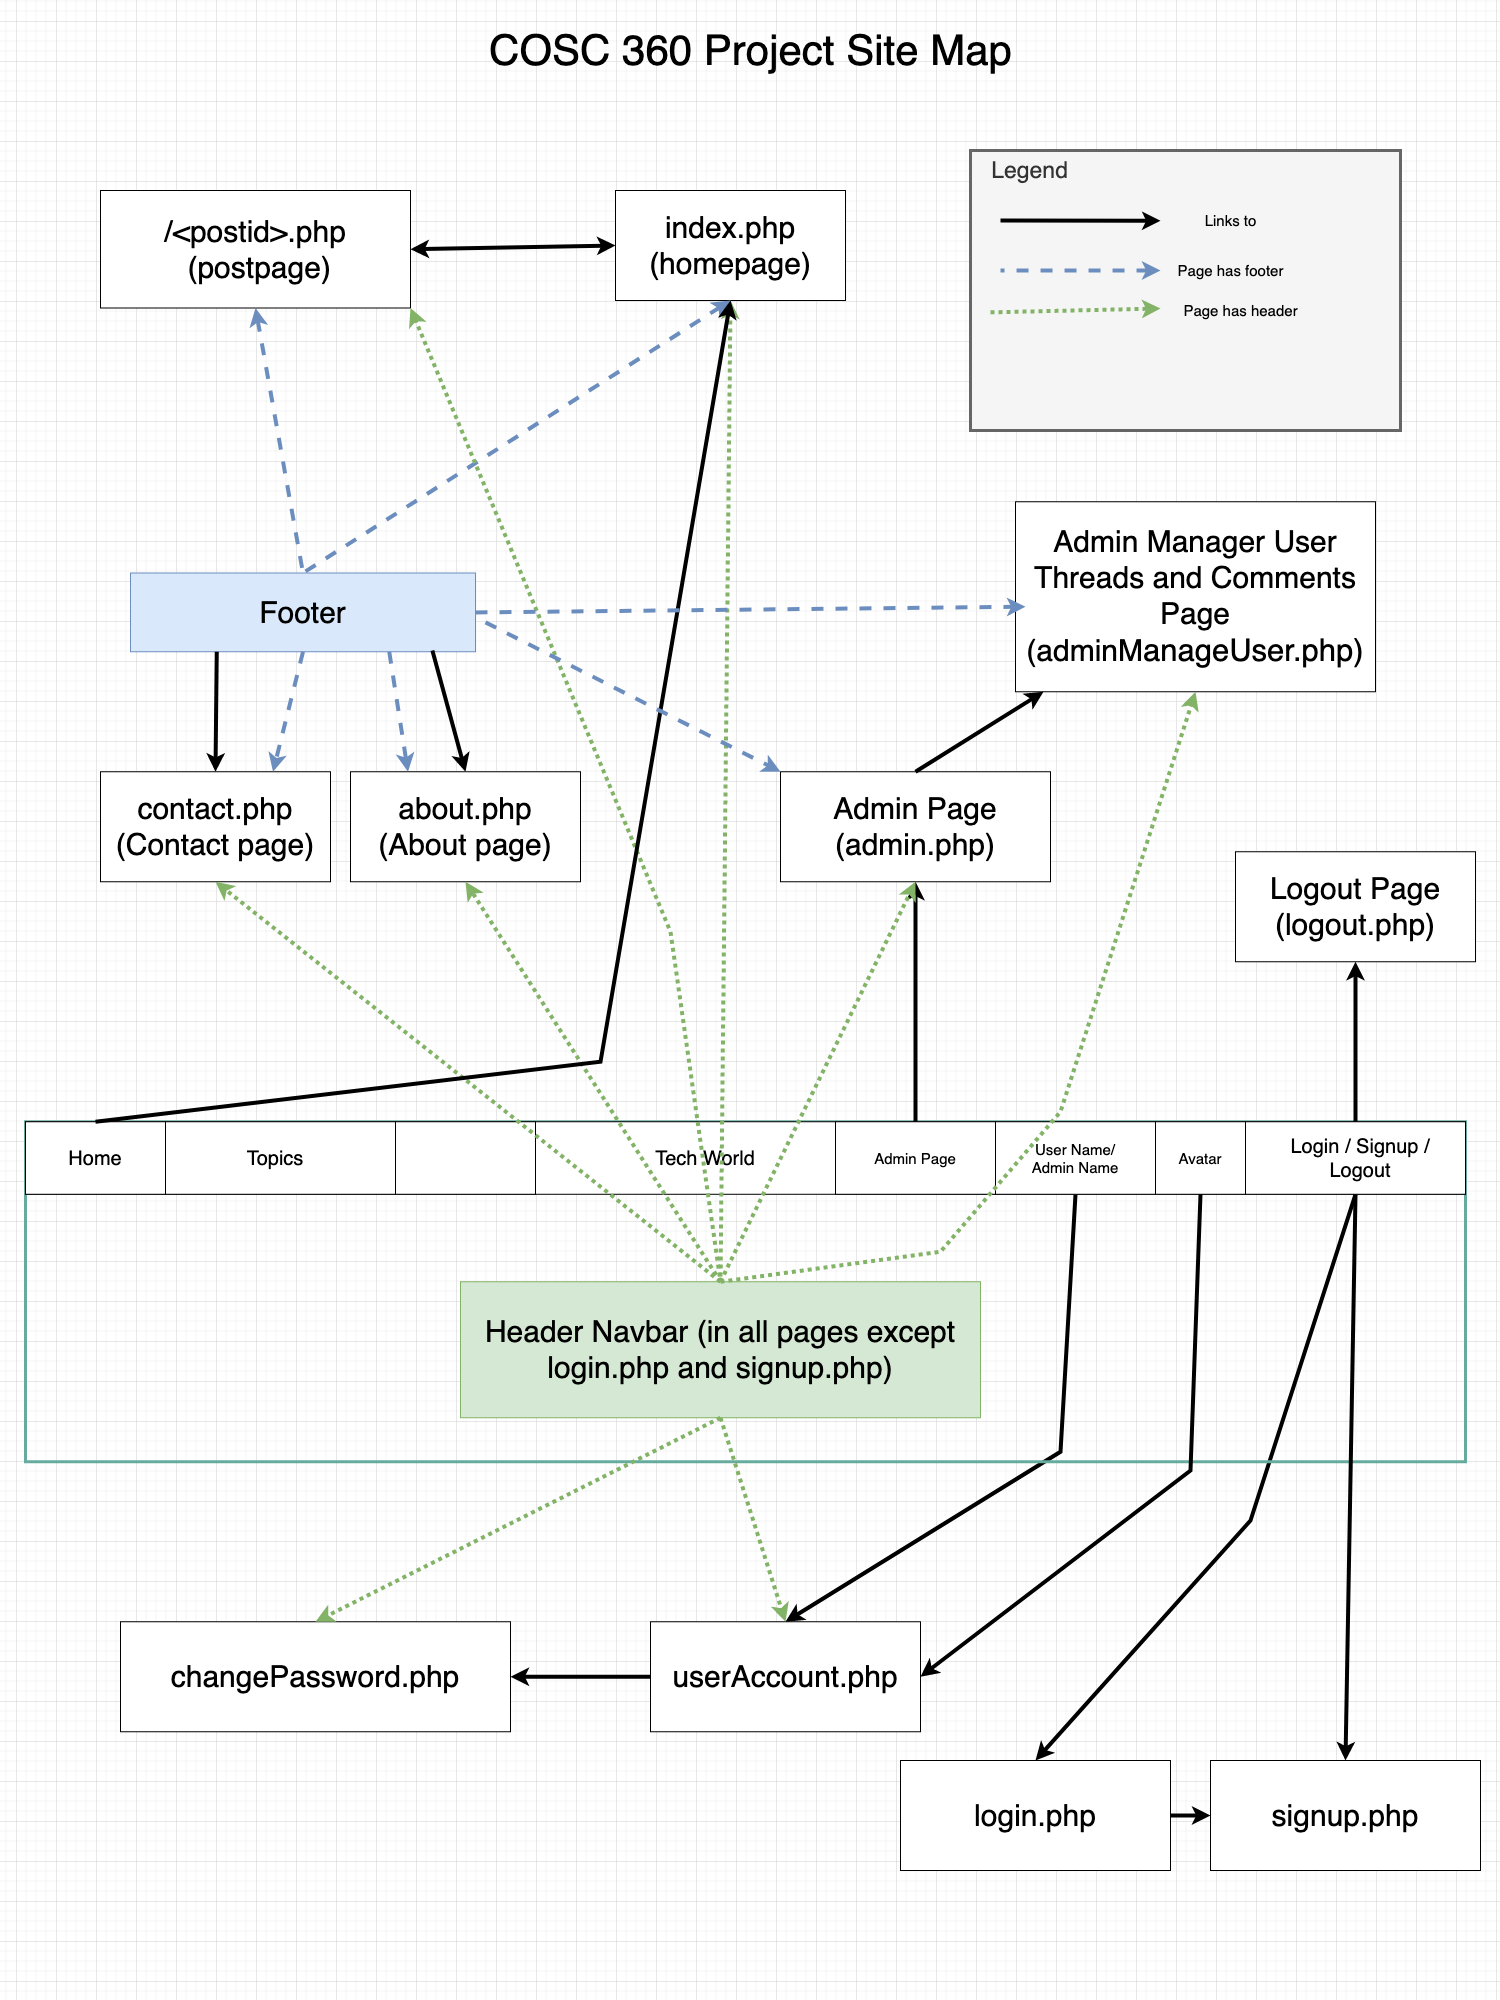 COSC 360 Project Site Map
Legend
Links to
Page has footer
Page has header
/<postid>.php
(postpage)
index.php
(homepage)
Admin Manager User
Threads and Comments
Page
(adminManageUser.php)
Footer
contact.php
(Contact page)
about.php
(About page)
Admin Page
(admin.php)
Logout Page
(logout.php)
Home
Topics
Tech World
Admin Page
User Name/
Admin Name
Avatar
Login / Signup /
Logout
Header Navbar (in all pages except
login.php and signup.php)
changePassword.php
userAccount.php
login.php
signup.php